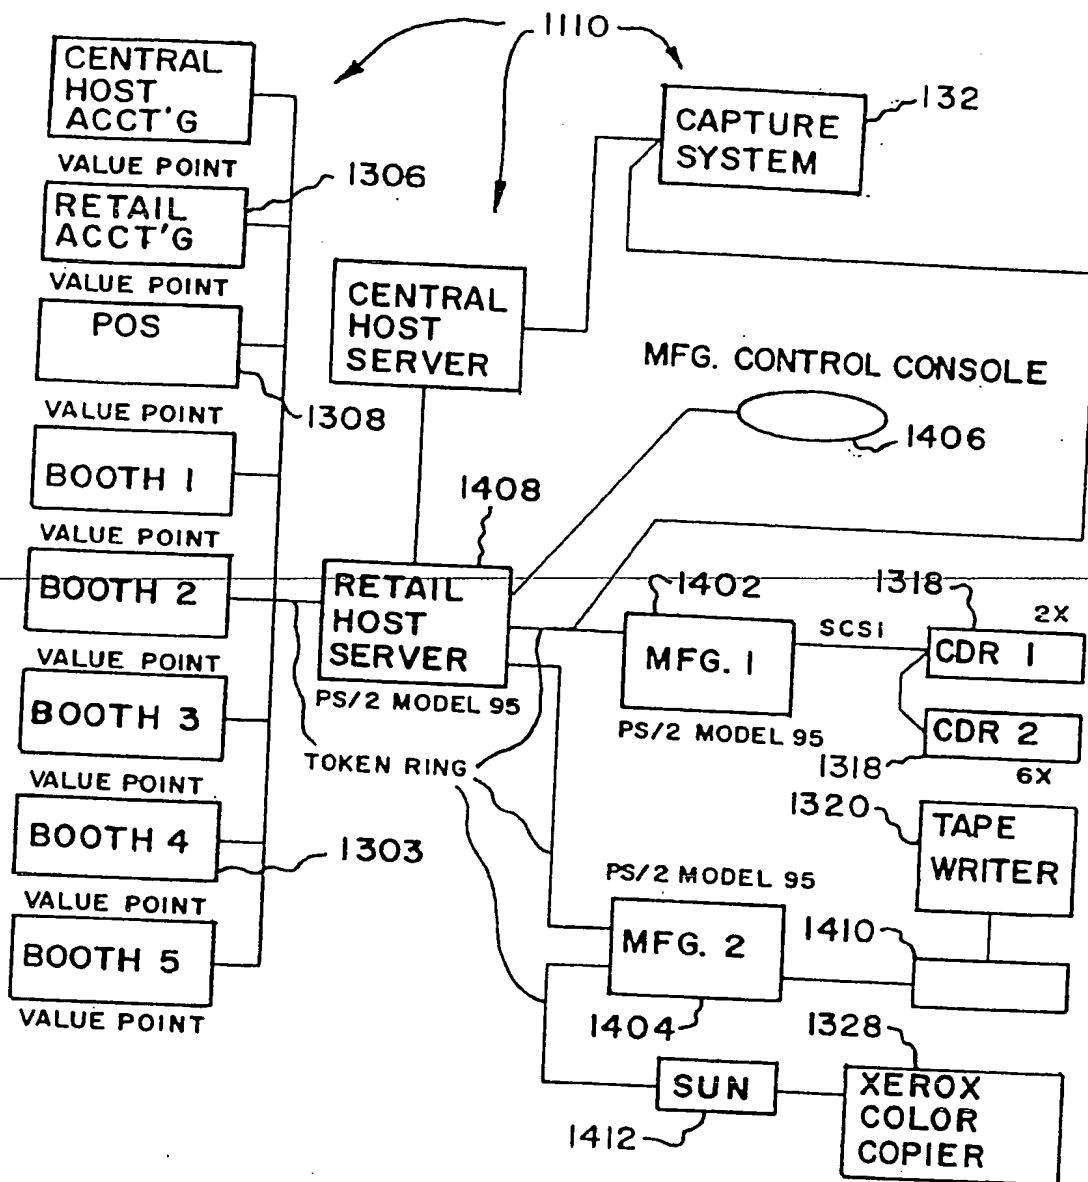 1110
CENTRAL
HOST
ACCT'G
VALUE POINT
1306
RETAIL
ACCT'G
VALUE POINT
POS
1308
VALUE POINT
BOOTH 1
VALUE POINT
BOOTH 2
VALUE POINT
BOOTH 3
VALUE POINT
BOOTH 4
1303
VALUE POINT
BOOTH 5
VALUE POINT
CAPTURE
SYSTEM
132
CENTRAL
HOST
SERVER
MFG. CONTROL CONSOLE
1406
1408
RETAIL
HOST
SERVER
PS/2 MODEL 95
TOKEN RING
1402
MFG. 1
PS/2 MODEL 95
SCSI
1318
2X
CDR 1
CDR 2
1318
6X
1320
TAPE
WRITER
PS/2 MODEL 95
MFG. 2
1404
1410
1328
SUN
1412
XEROX
COLOR
COPIER